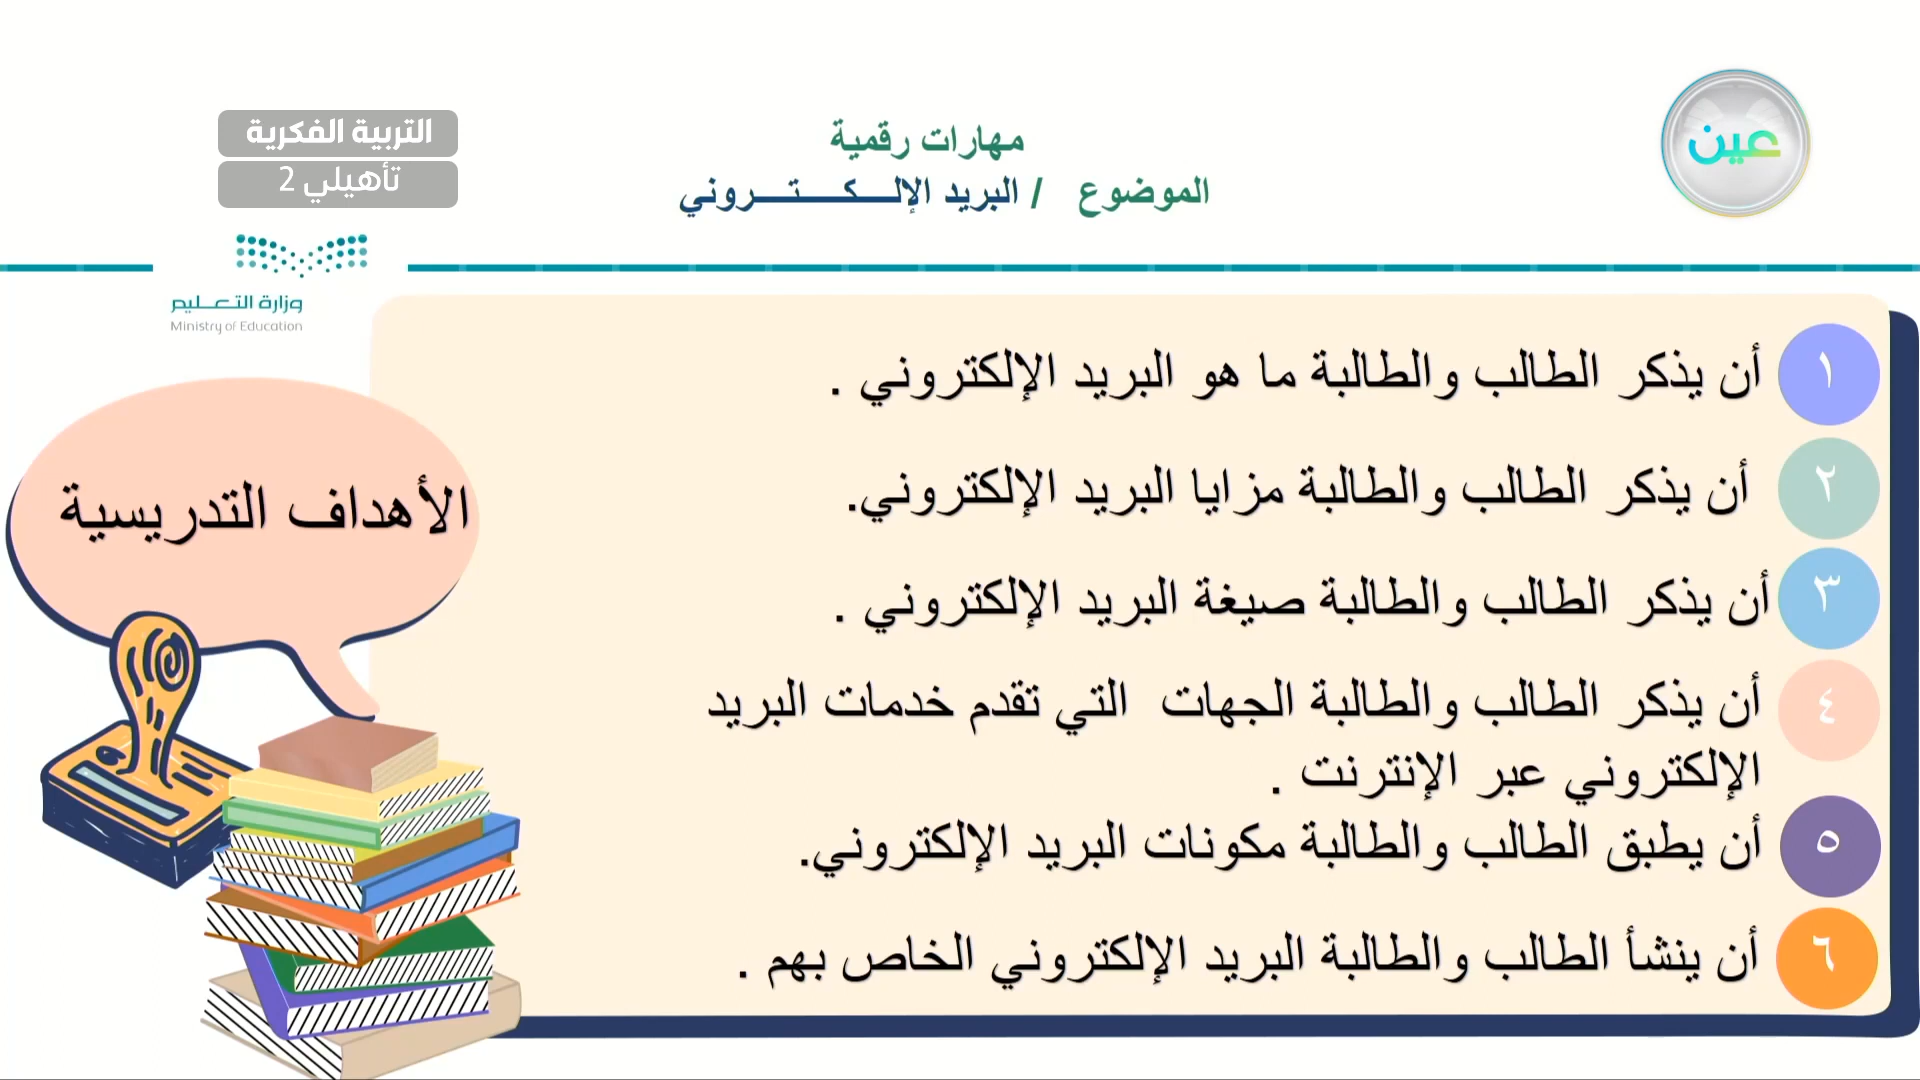 التربية الفكرية
تأهيلي 2
مهارات رقمية
الموضوع / البريد الإلـــكــــتــــروني
عين
وزارة التعـــليم
Ministry of Education
الأهداف التدريسية
١ أن يذكر الطالب والطالبة ما هو البريد الإلكتروني .
٢ أن يذكر الطالب والطالبة مزايا البريد الإلكتروني.
٣ أن يذكر الطالب والطالبة صيغة البريد الإلكتروني .
٤ أن يذكر الطالب والطالبة الجهات التي تقدم خدمات البريد
الإلكتروني عبر الإنترنت .
٥ أن يطبق الطالب والطالبة مكونات البريد الإلكتروني.
٦ أن ينشأ الطالب والطالبة البريد الإلكتروني الخاص بهم .